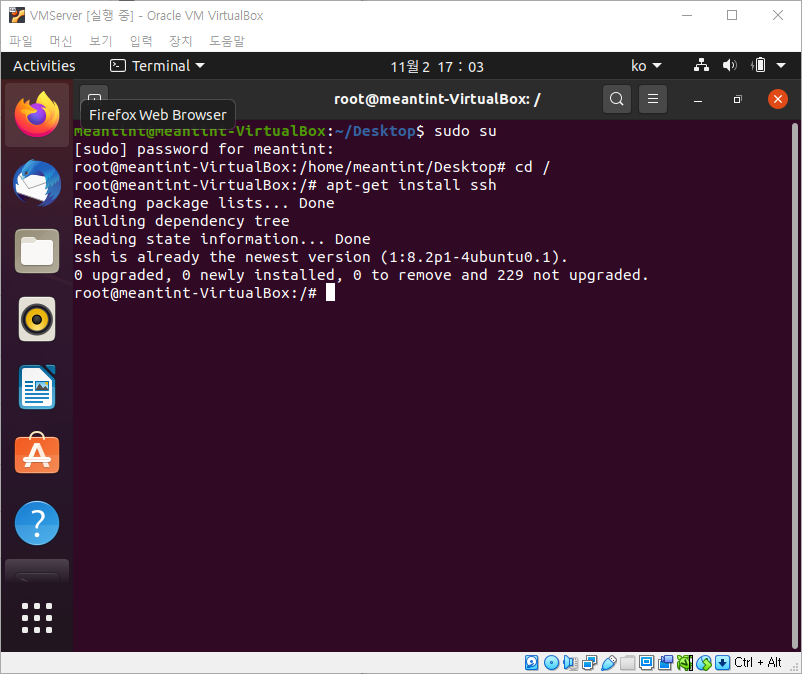 VMServer [실행 중] - Oracle VM VirtualBox
파일 머신 보기 입력 장치 도움말
Activities Terminal 11월 2 17 : 03 ko
root@meantint-VirtualBox: /
Firefox Web Browser
meantint@meantint-VirtualBox:~/Desktop$ sudo su
[sudo] password for meantint:
root@meantint-VirtualBox:/home/meantint/Desktop# cd /
root@meantint-VirtualBox:/# apt-get install ssh
Reading package lists... Done
Building dependency tree
Reading state information... Done
ssh is already the newest version (1:8.2p1-4ubuntu0.1).
0 upgraded, 0 newly installed, 0 to remove and 229 not upgraded.
root@meantint-VirtualBox:/#
Ctrl + Alt